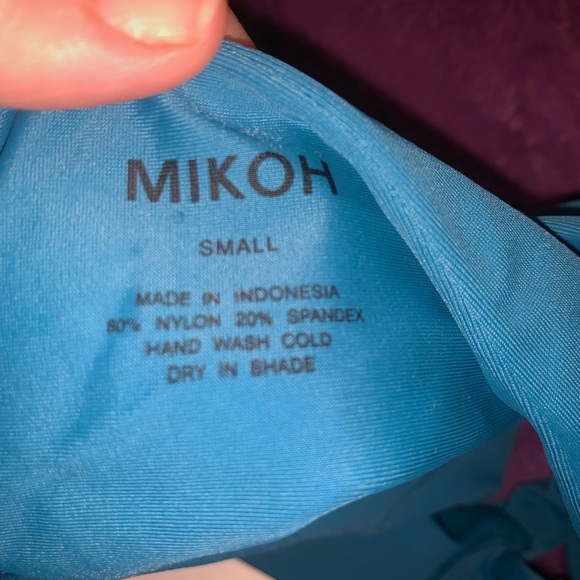 MIKOH
SMALL
MADE IN INDONESIA
80% NYLON 20% SPANDEX
HAND WASH COLD
DRY IN SHADE